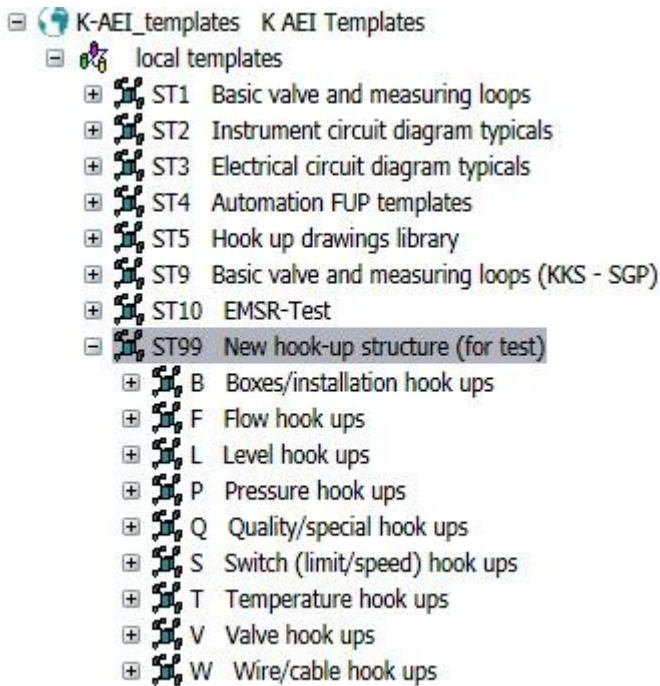 K-AEI_templates K AEI Templates
local templates
ST1 Basic valve and measuring loops
ST2 Instrument circuit diagram typicals
ST3 Electrical circuit diagram typicals
ST4 Automation FUP templates
ST5 Hook up drawings library
ST9 Basic valve and measuring loops (KKS - SGP)
ST10 EMSR-Test
ST99 New hook-up structure (for test)
B Boxes/installation hook ups
F Flow hook ups
L Level hook ups
P Pressure hook ups
Q Quality/special hook ups
S Switch (limit/speed) hook ups
T Temperature hook ups
V Valve hook ups
W Wire/cable hook ups